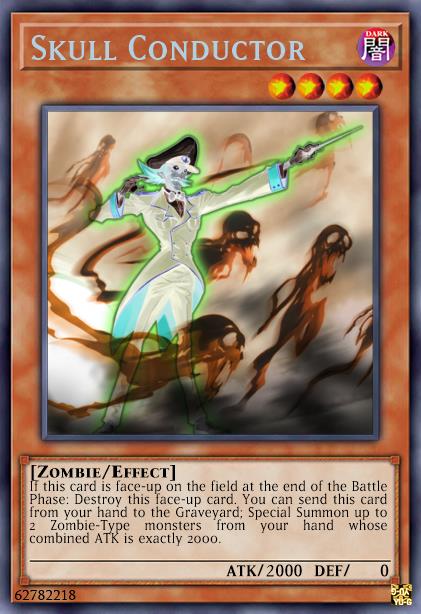 SKULL CONDUCTOR
DARK
闇
[ZOMBIE/EFFECT]
If this card is face-up on the field at the end of the Battle
Phase: Destroy this face-up card. You can send this card
from your hand to the Graveyard; Special Summon up to
2 Zombie-Type monsters from your hand whose
combined ATK is exactly 2000.
ATK/2000 DEF/ 0
62782218